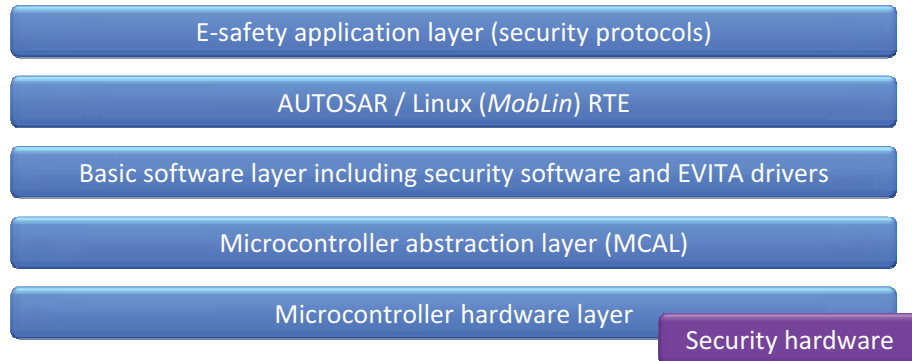 E-safety application layer (security protocols)
AUTOSAR / Linux (MobLin) RTE
Basic software layer including security software and EVITA drivers
Microcontroller abstraction layer (MCAL)
Microcontroller hardware layer
Security hardware